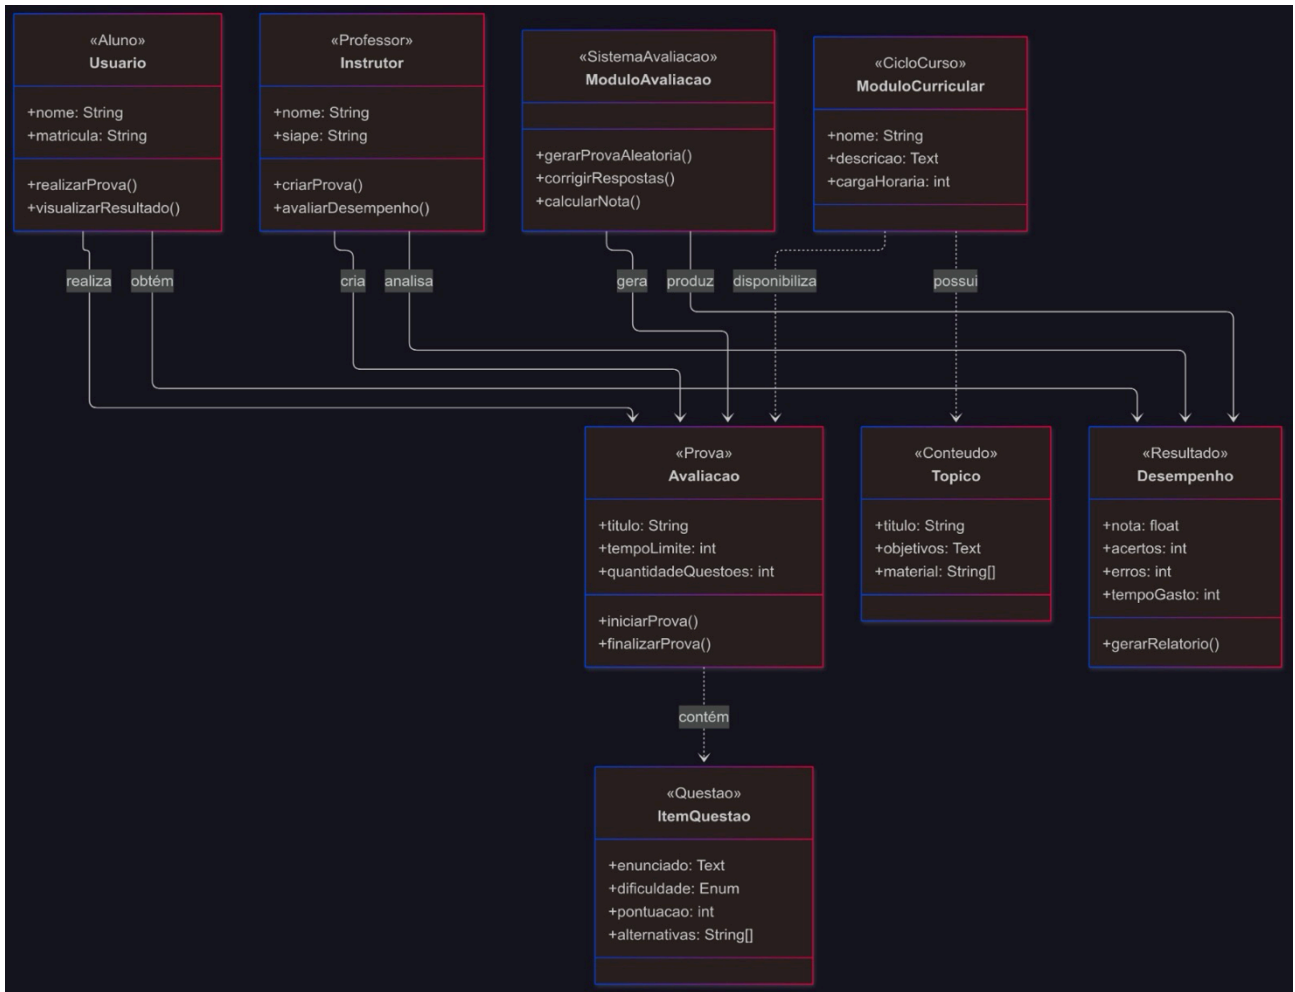 «Aluno»
Usuario
+nome: String
+matricula: String
+realizarProva()
+visualizarResultado()
«Professor»
Instrutor
+nome: String
+siape: String
+criarProva()
+avaliarDesempenho()
«SistemaAvaliacao»
ModuloAvaliacao
+gerarProvaAleatoria()
+corrigirRespostas()
+calcularNota()
«CicloCurso»
ModuloCurricular
+nome: String
+descricao: Text
+cargaHoraria: int
realiza
obtém
cria
analisa
gera
produz
disponibiliza
possui
«Prova»
Avaliacao
+titulo: String
+tempoLimite: int
+quantidadeQuestoes: int
+iniciarProva()
+finalizarProva()
«Conteudo»
Topico
+titulo: String
+objetivos: Text
+material: String[]
«Resultado»
Desempenho
+nota: float
+acertos: int
+erros: int
+tempoGasto: int
+gerarRelatorio()
contém
«Questao»
ItemQuestao
+enunciado: Text
+dificuldade: Enum
+pontuacao: int
+alternativas: String[]